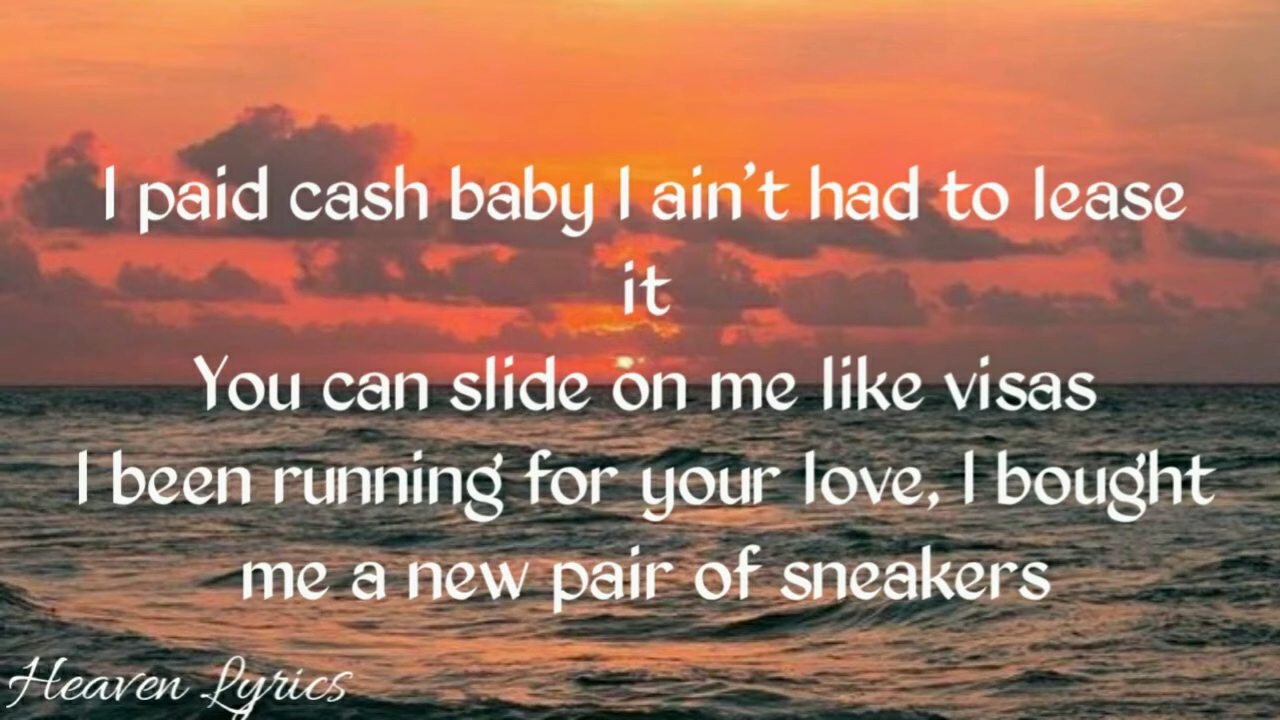 I paid cash baby I ain't had to lease
it
You can slide on me like visas
I been running for your love, I bought
me a new pair of sneakers
Heaven Lyrics